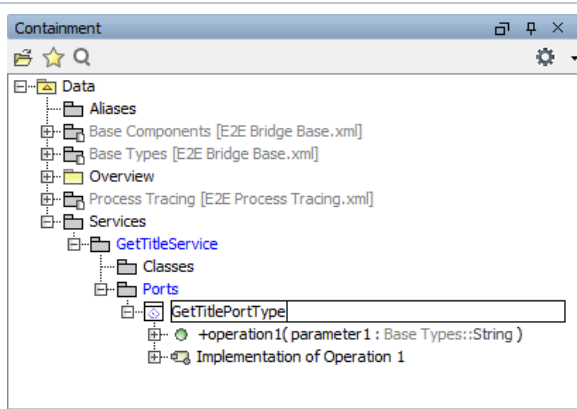 Containment
Data
Aliases
Base Components [E2E Bridge Base.xml]
Base Types [E2E Bridge Base.xml]
Overview
Process Tracing [E2E Process Tracing.xml]
Services
GetTitleService
Classes
Ports
GetTitlePortType
+operation1( parameter1 : Base Types::String )
Implementation of Operation 1